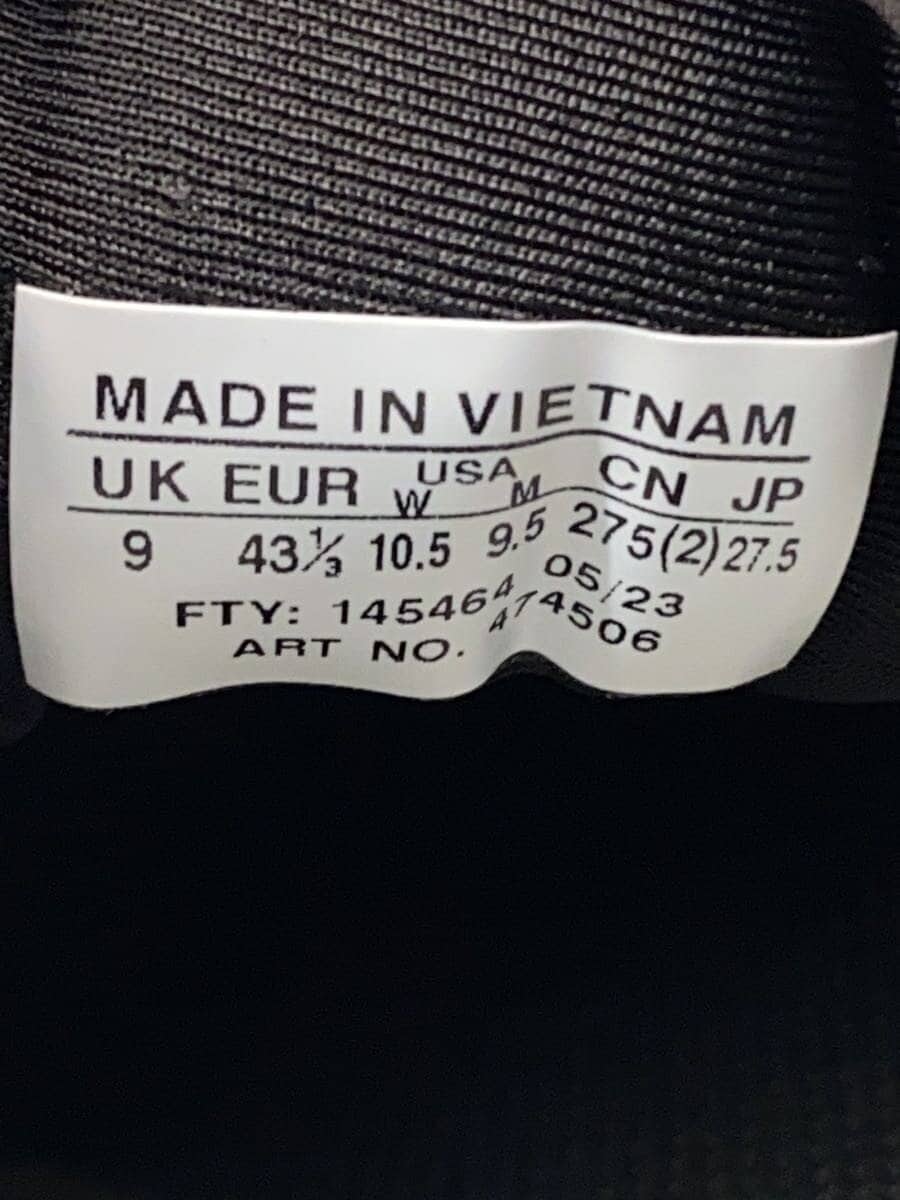 MADE IN VIETNAM
UK EUR USA CN JP
W M
9 43⅓ 10.5 9.5 275(2) 27.5
FTY: 145464 05/23
ART NO. 474506